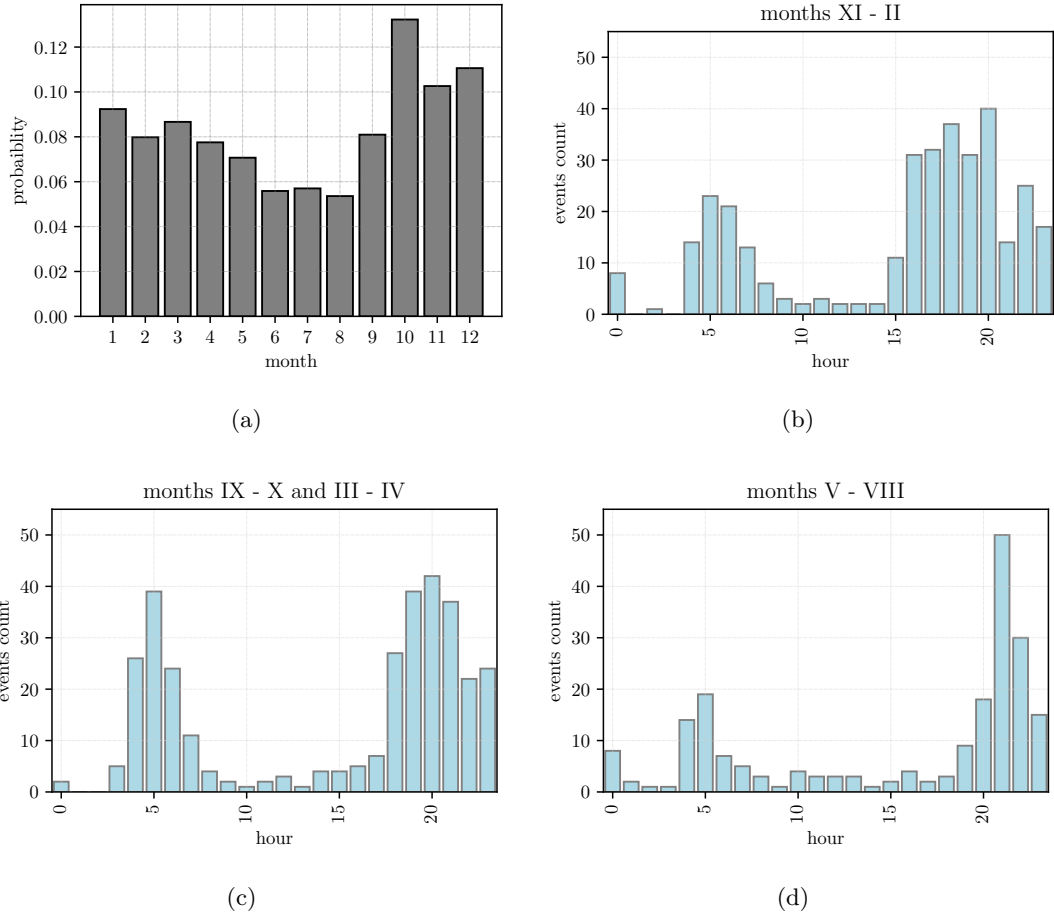 0.12
0.10
0.08
0.06
0.04
0.02
0.00
probaiblity
1 2 3 4 5 6 7 8 9 10 11 12
month
(a)
months XI - II
50
40
30
20
10
0
events count
0 5 10 15 20
hour
(b)
months IX - X and III - IV
50
40
30
20
10
0
events count
0 5 10 15 20
hour
(c)
months V - VIII
50
40
30
20
10
0
events count
0 5 10 15 20
hour
(d)